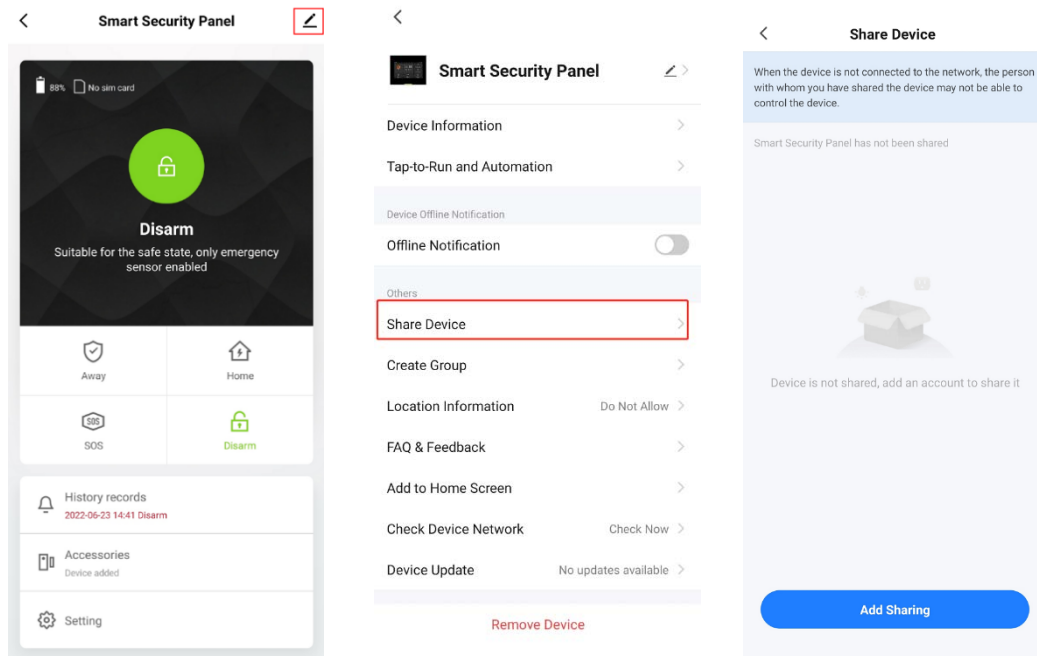 Smart Security Panel
88% No sim card
Disarm
Suitable for the safe state, only emergency
sensor enabled
Away
Home
SOS
SOS
Disarm
History records
2022-06-23 14:41 Disarm
Accessories
Device added
Setting
Smart Security Panel
Device Information
Tap-to-Run and Automation
Device Offline Notification
Offline Notification
Others
Share Device
Create Group
Location Information Do Not Allow
FAQ & Feedback
Add to Home Screen
Check Device Network Check Now
Device Update No updates available
Remove Device
Share Device
When the device is not connected to the network, the person
with whom you have shared the device may not be able to
control the device.
Smart Security Panel has not been shared
Device is not shared, add an account to share it
Add Sharing